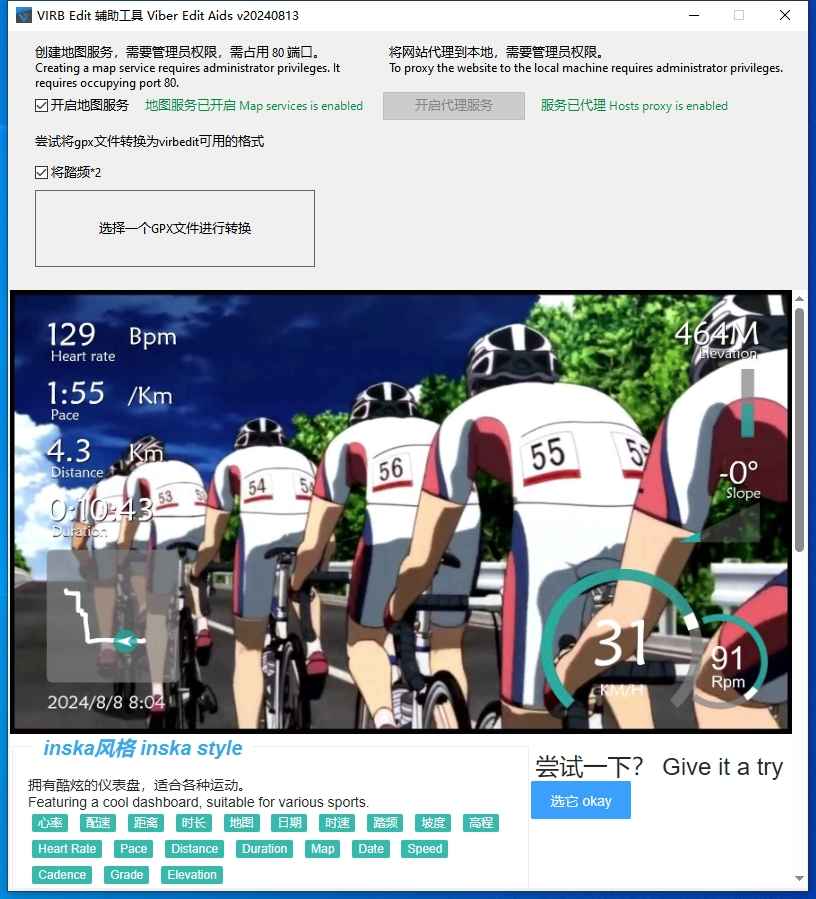 VIRB Edit 辅助工具 Viber Edit Aids v20240813
创建地图服务，需要管理员权限，需占用 80 端口。
Creating a map service requires administrator privileges. It
requires occupying port 80.
将网站代理到本地，需要管理员权限。
To proxy the website to the local machine requires administrator privileges.
开启地图服务 地图服务已开启 Map services is enabled
开启代理服务 服务已代理 Hosts proxy is enabled
尝试将gpx文件转换为virbedit可用的格式
将踏频*2
选择一个GPX文件进行转换
129 Bpm
Heart rate
1:55 /Km
Pace
4.3 Km
Distance
0:10:43
Duration
2024/8/8 8:04
464M
Elevation
-0°
Slope
53
54
56
55
31
KM/H
91
Rpm
inska风格 inska style
拥有酷炫的仪表盘，适合各种运动。
Featuring a cool dashboard, suitable for various sports.
心率 配速 距离 时长 地图 日期 时速 踏频 坡度 高程
Heart Rate Pace Distance Duration Map Date Speed
Cadence Grade Elevation
尝试一下? Give it a try
选它 okay